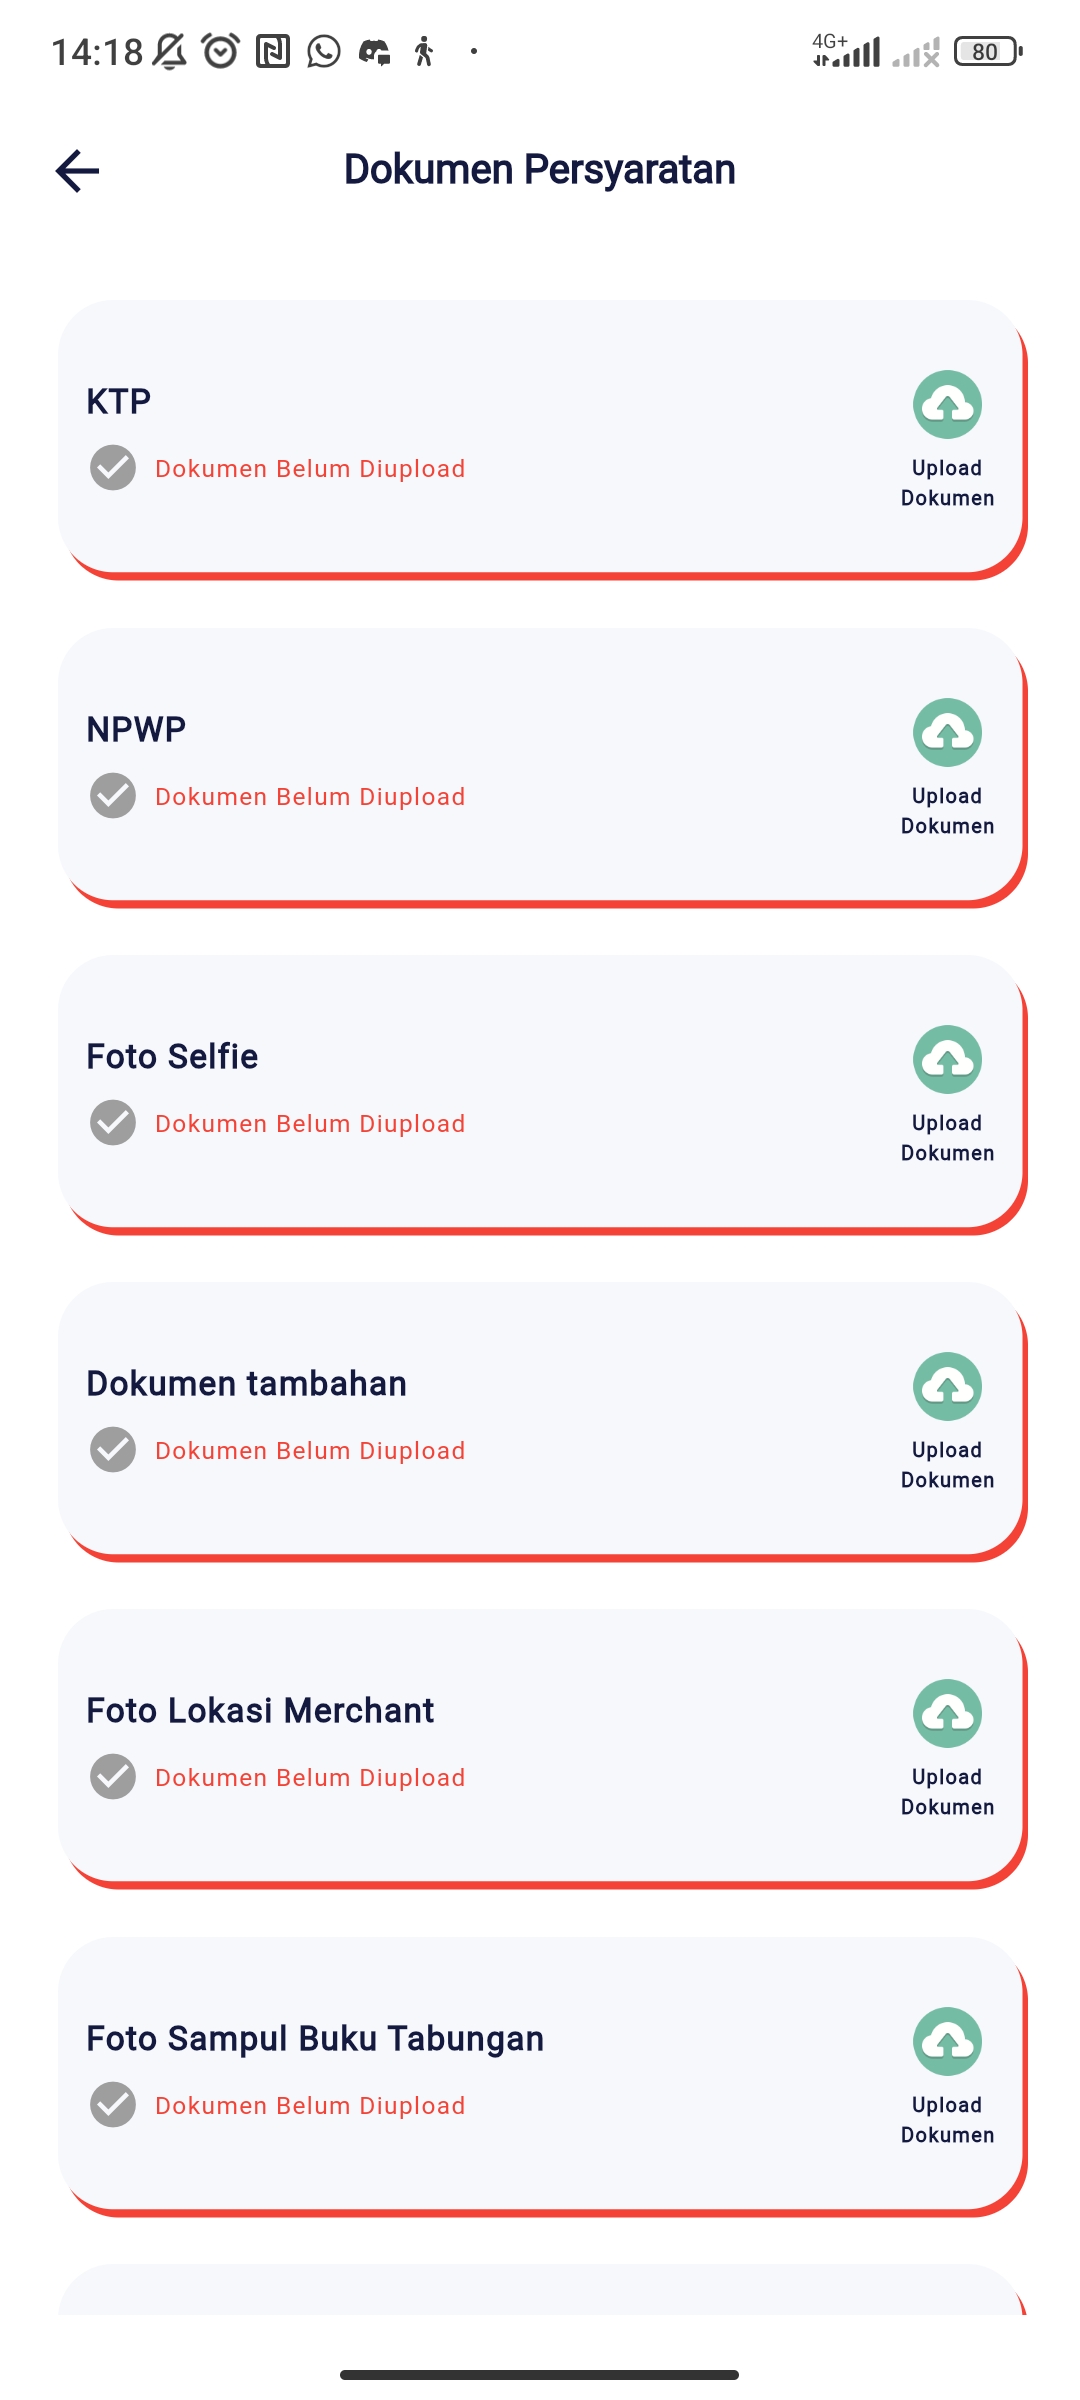 14:18
4G+
80
Dokumen Persyaratan
KTP
Dokumen Belum Diupload
Upload
Dokumen
NPWP
Dokumen Belum Diupload
Upload
Dokumen
Foto Selfie
Dokumen Belum Diupload
Upload
Dokumen
Dokumen tambahan
Dokumen Belum Diupload
Upload
Dokumen
Foto Lokasi Merchant
Dokumen Belum Diupload
Upload
Dokumen
Foto Sampul Buku Tabungan
Dokumen Belum Diupload
Upload
Dokumen